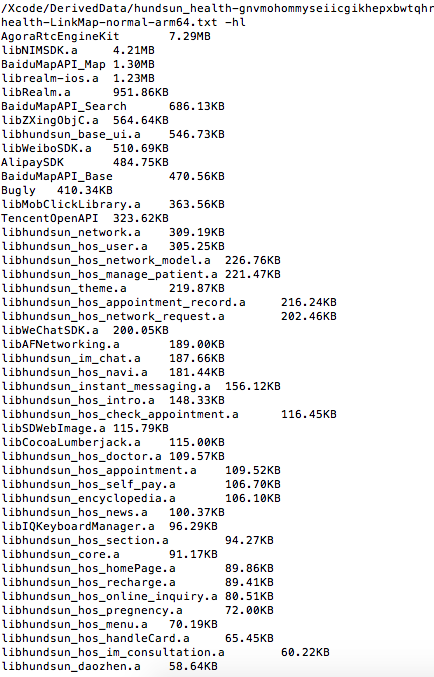 /Xcode/DerivedData/hundsun_health-gnvmohommyseiicgikhepxbwtqhr
health-LinkMap-normal-arm64.txt -hl
AgoraRtcEngineKit 7.29MB
libNIMSDK.a 4.21MB
BaiduMapAPI_Map 1.30MB
librealm-ios.a 1.23MB
libRealm.a 951.86KB
BaiduMapAPI_Search 686.13KB
libZXingObjC.a 564.64KB
libhundsun_base_ui.a 546.73KB
libWeiboSDK.a 510.69KB
AlipaySDK 484.75KB
BaiduMapAPI_Base 470.56KB
Bugly 410.34KB
libMobClickLibrary.a 363.56KB
TencentOpenAPI 323.62KB
libhundsun_network.a 309.19KB
libhundsun_hos_user.a 305.25KB
libhundsun_hos_network_model.a 226.76KB
libhundsun_hos_manage_patient.a 221.47KB
libhundsun_theme.a 219.87KB
libhundsun_hos_appointment_record.a 216.24KB
libhundsun_hos_network_request.a 202.46KB
libWeChatSDK.a 200.05KB
libAFNetworking.a 189.00KB
libhundsun_im_chat.a 187.66KB
libhundsun_hos_navi.a 181.44KB
libhundsun_instant_messaging.a 156.12KB
libhundsun_hos_intro.a 148.33KB
libhundsun_hos_check_appointment.a 116.45KB
libSDWebImage.a 115.79KB
libCocoaLumberjack.a 115.00KB
libhundsun_hos_doctor.a 109.57KB
libhundsun_hos_appointment.a 109.52KB
libhundsun_hos_self_pay.a 106.70KB
libhundsun_encyclopedia.a 106.10KB
libhundsun_hos_news.a 100.37KB
libIQKeyboardManager.a 96.29KB
libhundsun_hos_section.a 94.27KB
libhundsun_core.a 91.17KB
libhundsun_hos_homePage.a 89.86KB
libhundsun_hos_recharge.a 89.41KB
libhundsun_hos_online_inquiry.a 80.51KB
libhundsun_hos_pregnency.a 72.00KB
libhundsun_hos_menu.a 70.19KB
libhundsun_hos_handleCard.a 65.45KB
libhundsun_hos_im_consultation.a 60.22KB
libhundsun_daozhen.a 58.64KB